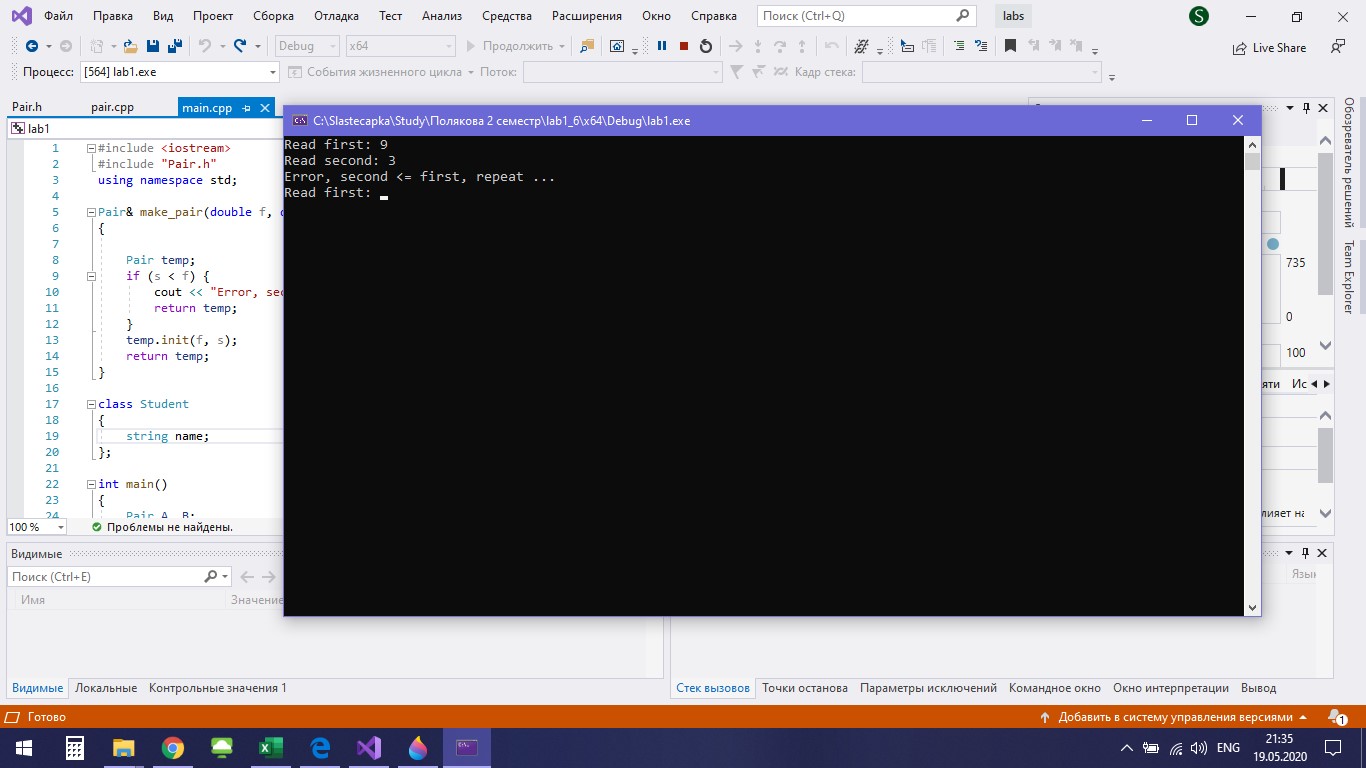 Файл Правка Вид Проект Сборка Отладка Тест Анализ Средства Расширения Окно Справка Поиск (Ctrl+Q) labs S
Debug x64 Продолжить Live Share
Процесс: [564] lab1.exe События жизненного цикла Поток: Кадр стека:
Pair.h pair.cpp main.cpp
lab1
C:\Slastecapka\Study\Полякова 2 семестр\lab1_6\x64\Debug\lab1.exe
Read first: 9
Read second: 3
Error, second <= first, repeat ...
Read first:
1 #include <iostream>
2 #include "Pair.h"
3 using namespace std;
4
5 Pair& make_pair(double f,
6 {
7
8 Pair temp;
9 if (s < f) {
10 cout << "Error, sec
11 return temp;
12 }
13 temp.init(f, s);
14 return temp;
15 }
16
17 class Student
18 {
19 string name;
20 };
21
22 int main()
23 {
24 Pair A, B;
100 % Проблемы не найдены.
735
0
100
яти Ис
лияет на
Обозреватель решений
Team Explorer
Видимые
Поиск (Ctrl+E)
Имя Значение
Язык
Видимые Локальные Контрольные значения 1
Стек вызовов Точки останова Параметры исключений Командное окно Окно интерпретации Вывод
Готово Добавить в систему управления версиями 1
ENG 21:35
19.05.2020